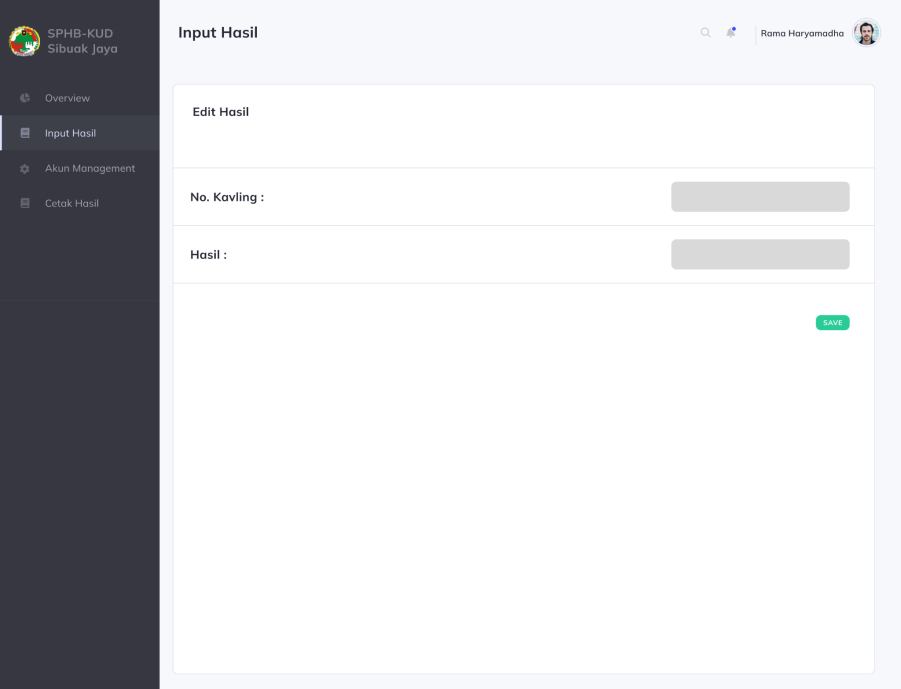 SPHB-KUD
Sibuak Jaya
Overview
Input Hasil
Akun Management
Cetak Hasil
Input Hasil
Rama Haryamadha
Edit Hasil
No. Kavling :
Hasil :
SAVE